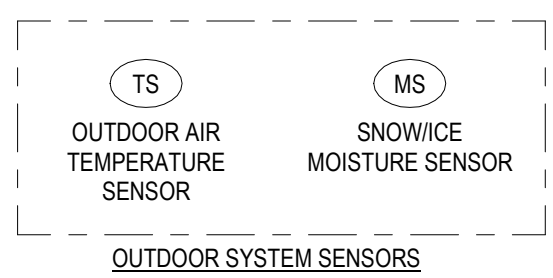 TS
OUTDOOR AIR
TEMPERATURE
SENSOR
MS
SNOW/ICE
MOISTURE SENSOR
OUTDOOR SYSTEM SENSORS